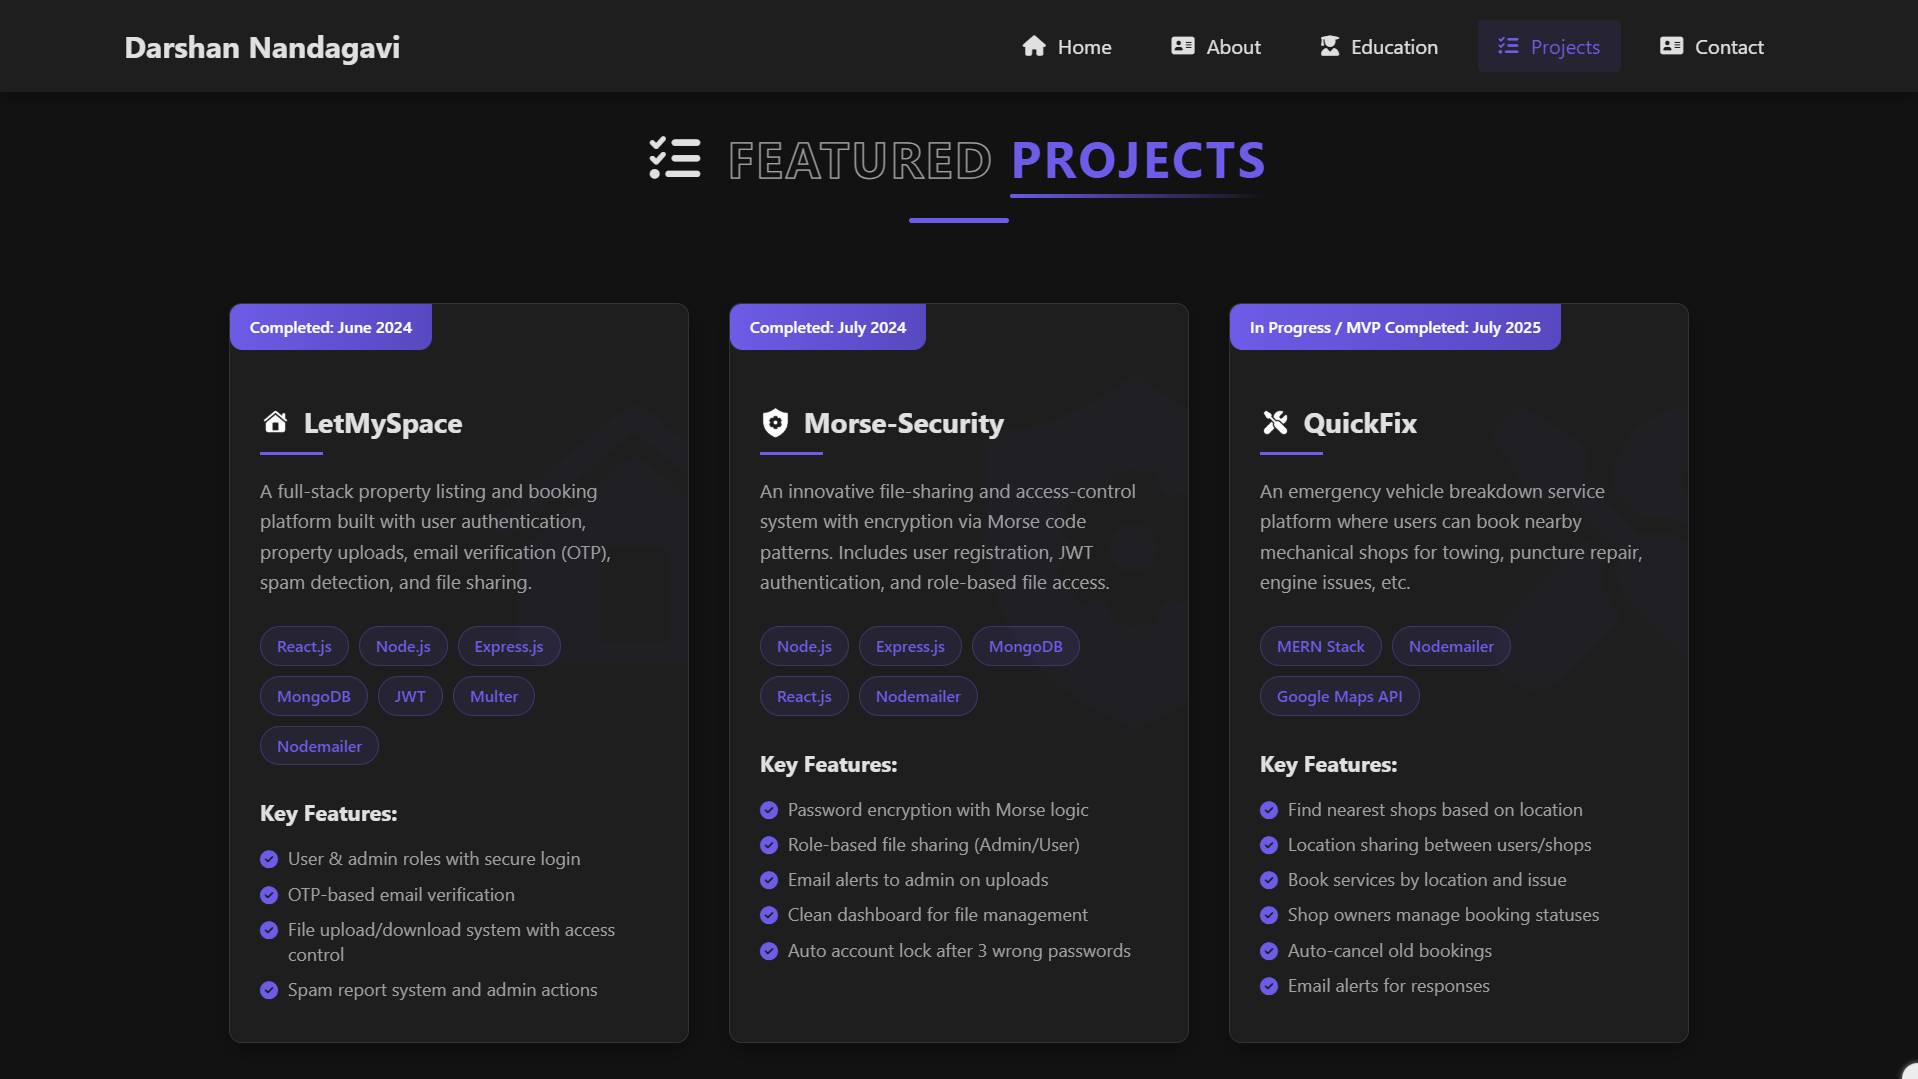 Darshan Nandagavi
Home
About
Education
Projects
Contact
FEATURED PROJECTS
Completed: June 2024
LetMySpace
A full-stack property listing and booking
platform built with user authentication,
property uploads, email verification (OTP),
spam detection, and file sharing.
React.js
Node.js
Express.js
MongoDB
JWT
Multer
Nodemailer
Key Features:
User & admin roles with secure login
OTP-based email verification
File upload/download system with access
control
Spam report system and admin actions
Completed: July 2024
Morse-Security
An innovative file-sharing and access-control
system with encryption via Morse code
patterns. Includes user registration, JWT
authentication, and role-based file access.
Node.js
Express.js
MongoDB
React.js
Nodemailer
Key Features:
Password encryption with Morse logic
Role-based file sharing (Admin/User)
Email alerts to admin on uploads
Clean dashboard for file management
Auto account lock after 3 wrong passwords
In Progress / MVP Completed: July 2025
QuickFix
An emergency vehicle breakdown service
platform where users can book nearby
mechanical shops for towing, puncture repair,
engine issues, etc.
MERN Stack
Nodemailer
Google Maps API
Key Features:
Find nearest shops based on location
Location sharing between users/shops
Book services by location and issue
Shop owners manage booking statuses
Auto-cancel old bookings
Email alerts for responses